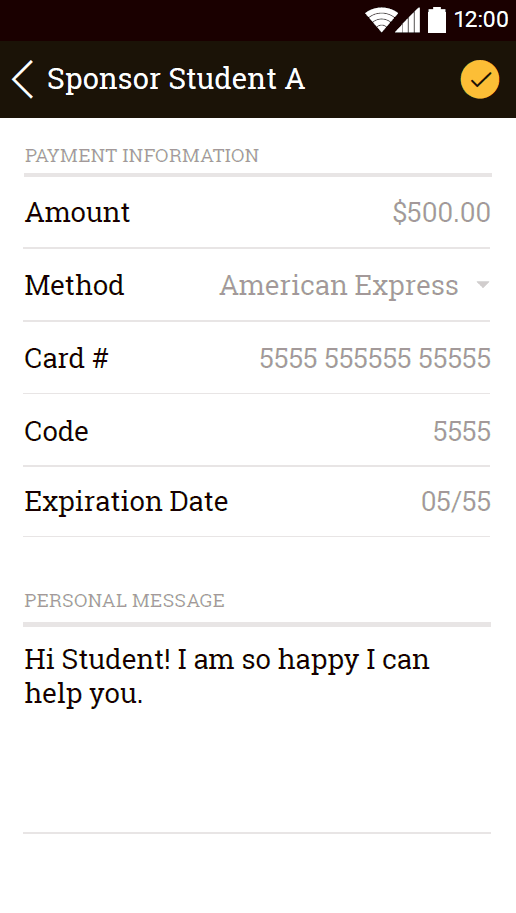 12:00
Sponsor Student A
PAYMENT INFORMATION
Amount $500.00
Method American Express
Card # 5555 555555 55555
Code 5555
Expiration Date 05/55
PERSONAL MESSAGE
Hi Student! I am so happy I can
help you.